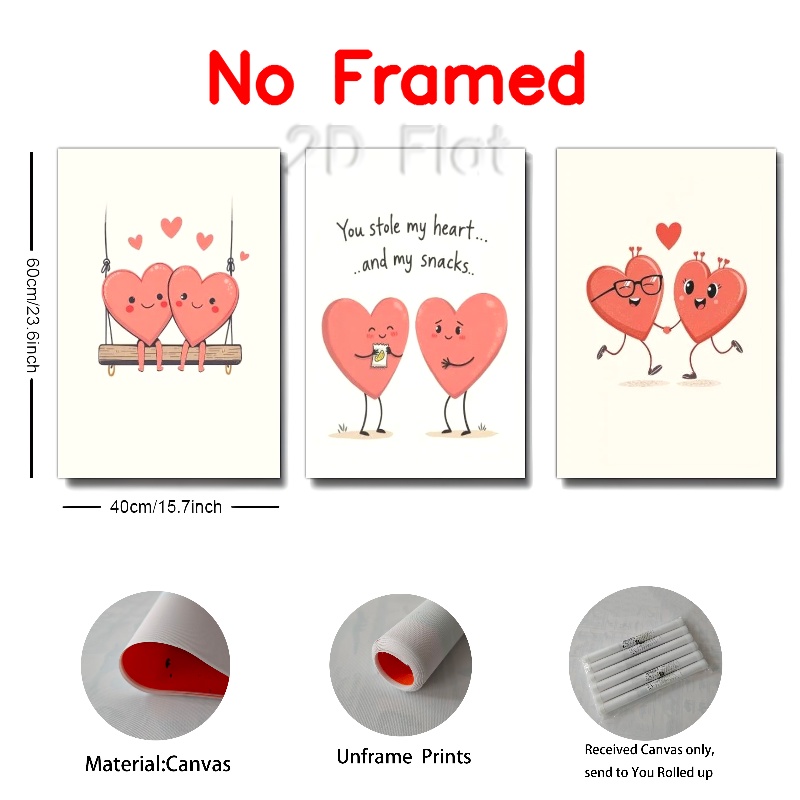 No Framed
2D Flat
60cm/23.6inch
You stole my heart...
..and my snacks..
40cm/15.7inch
Material:Canvas
Unframe Prints
Received Canvas only,
send to You Rolled up